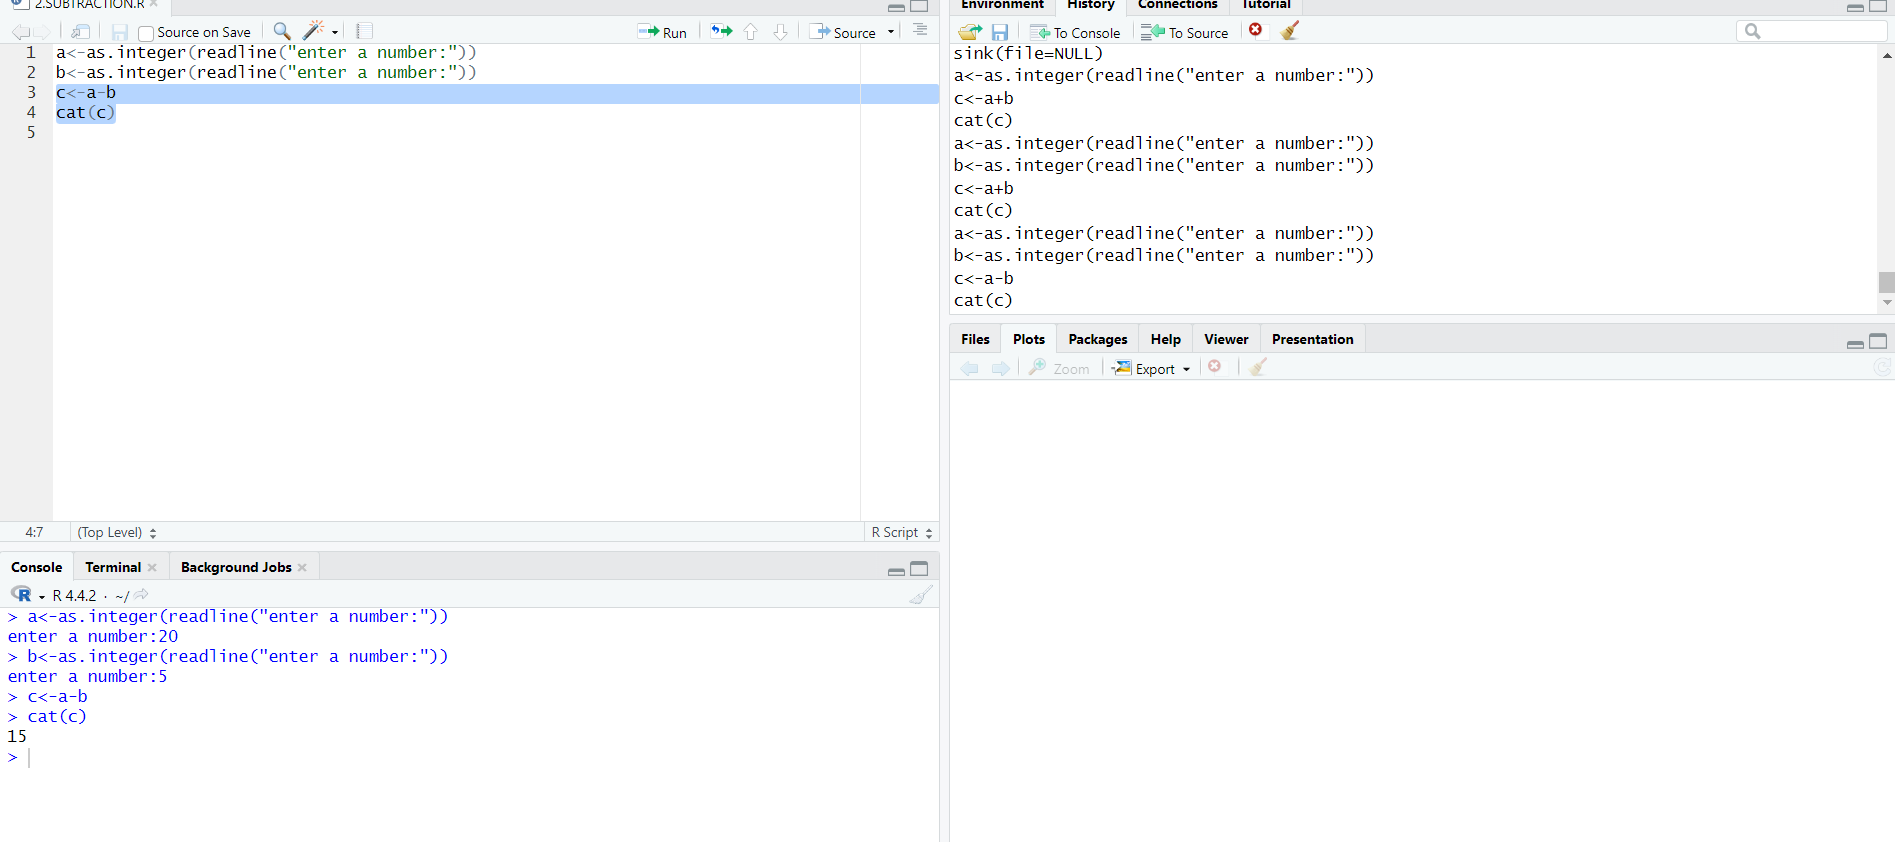 2.SUBTRACTION.R
Source on Save
Run
Source
1 a<-as.integer(readline("enter a number:"))
2 b<-as.integer(readline("enter a number:"))
3 c<-a-b
4 cat(c)
5
4:7 (Top Level) R Script
Console Terminal Background Jobs
R 4.4.2 · ~/
> a<-as.integer(readline("enter a number:"))
enter a number:20
> b<-as.integer(readline("enter a number:"))
enter a number:5
> c<-a-b
> cat(c)
15
>
Environment History Connections Tutorial
To Console To Source
sink(file=NULL)
a<-as.integer(readline("enter a number:"))
c<-a+b
cat(c)
a<-as.integer(readline("enter a number:"))
b<-as.integer(readline("enter a number:"))
c<-a+b
cat(c)
a<-as.integer(readline("enter a number:"))
b<-as.integer(readline("enter a number:"))
c<-a-b
cat(c)
Files Plots Packages Help Viewer Presentation
Zoom Export